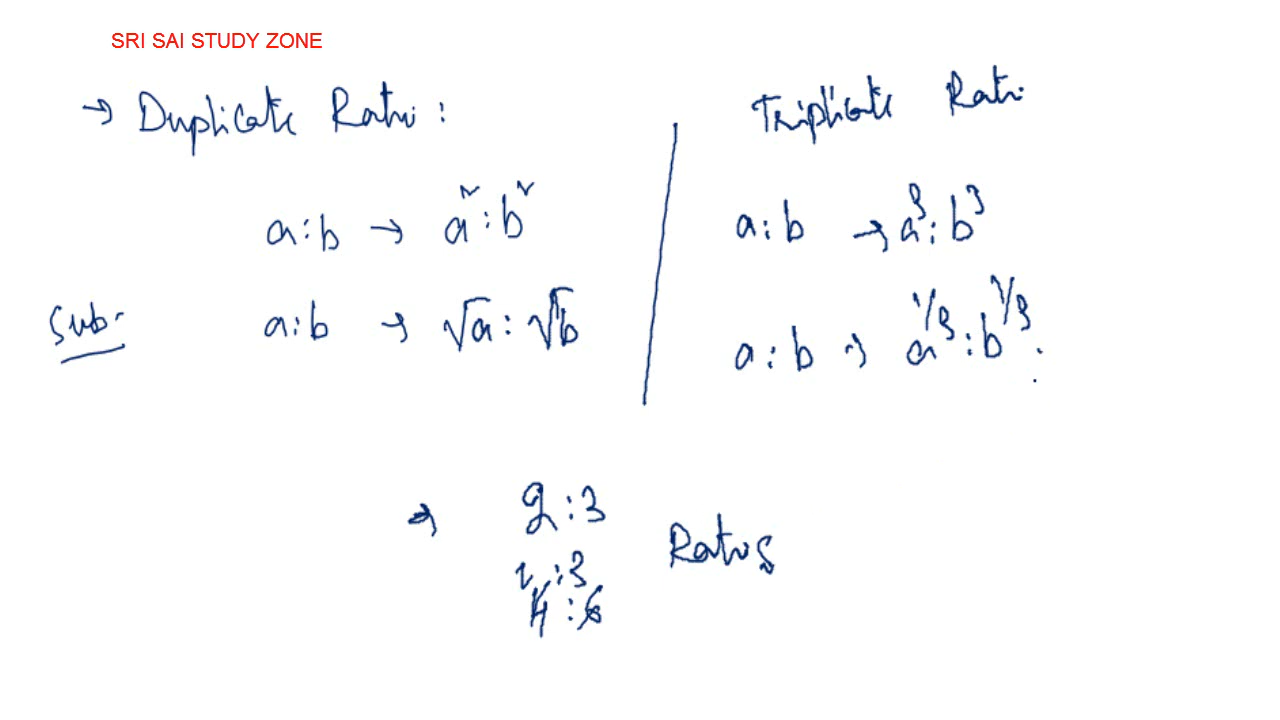 SRI SAI STUDY ZONE
→ Duplicate Ratio :
a:b → a²:b²
Sub- a:b → √a : √b
Triplicate Ratio
a:b → a³:b³
a:b → a^1/3 : b^1/3.
→ 2:3
2:3
4:6
Ratios